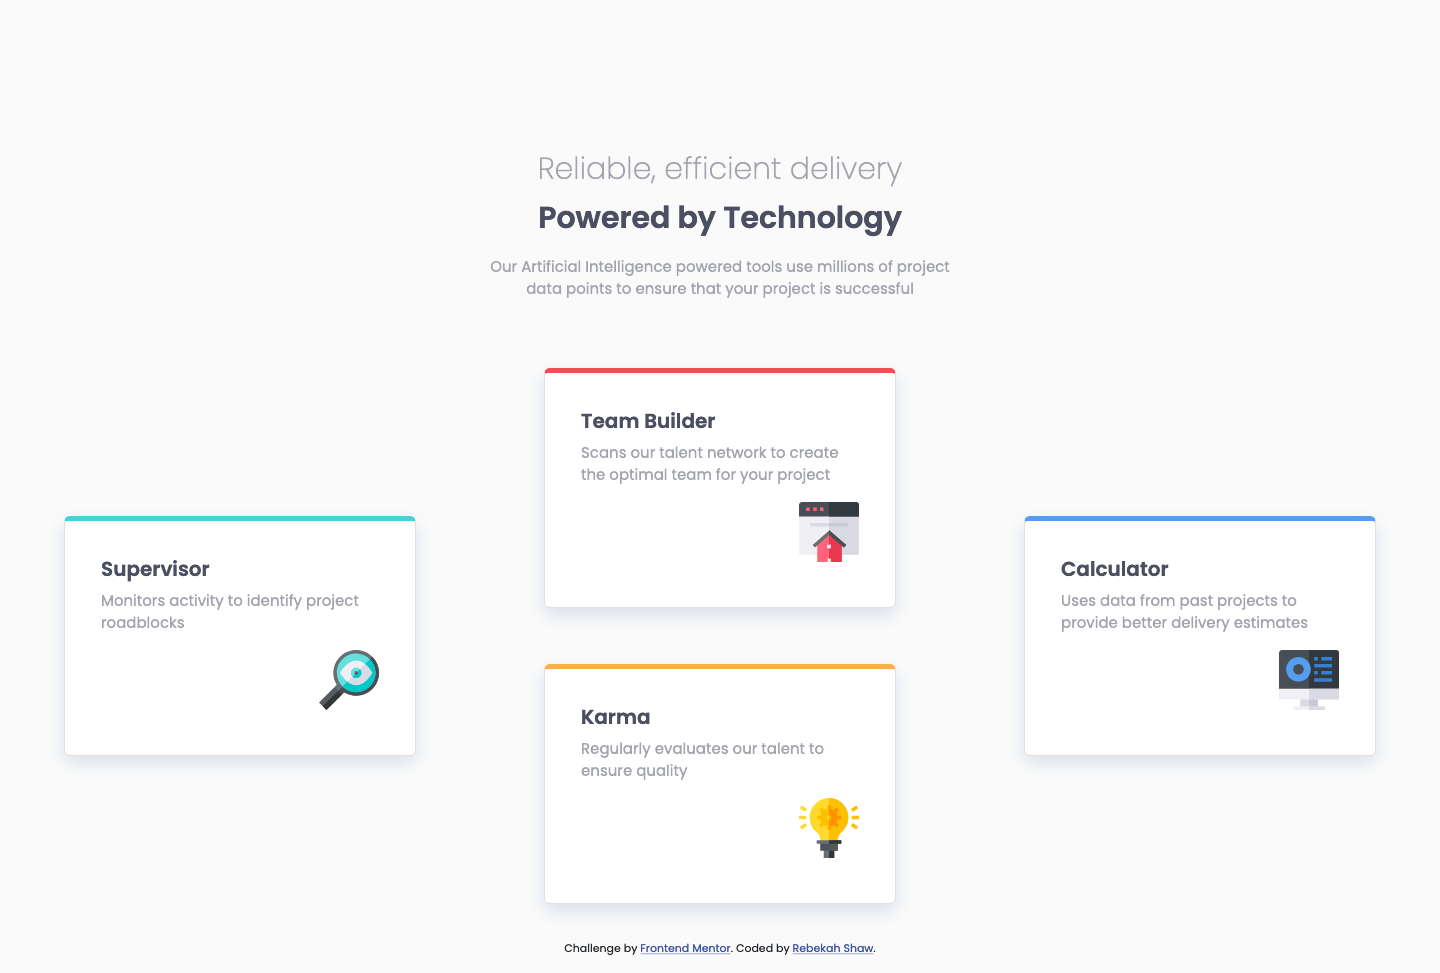 Reliable, efficient delivery
Powered by Technology
Our Artificial Intelligence powered tools use millions of project
data points to ensure that your project is successful
Team Builder
Scans our talent network to create
the optimal team for your project
Supervisor
Monitors activity to identify project
roadblocks
Calculator
Uses data from past projects to
provide better delivery estimates
Karma
Regularly evaluates our talent to
ensure quality
Challenge by Frontend Mentor. Coded by Rebekah Shaw.